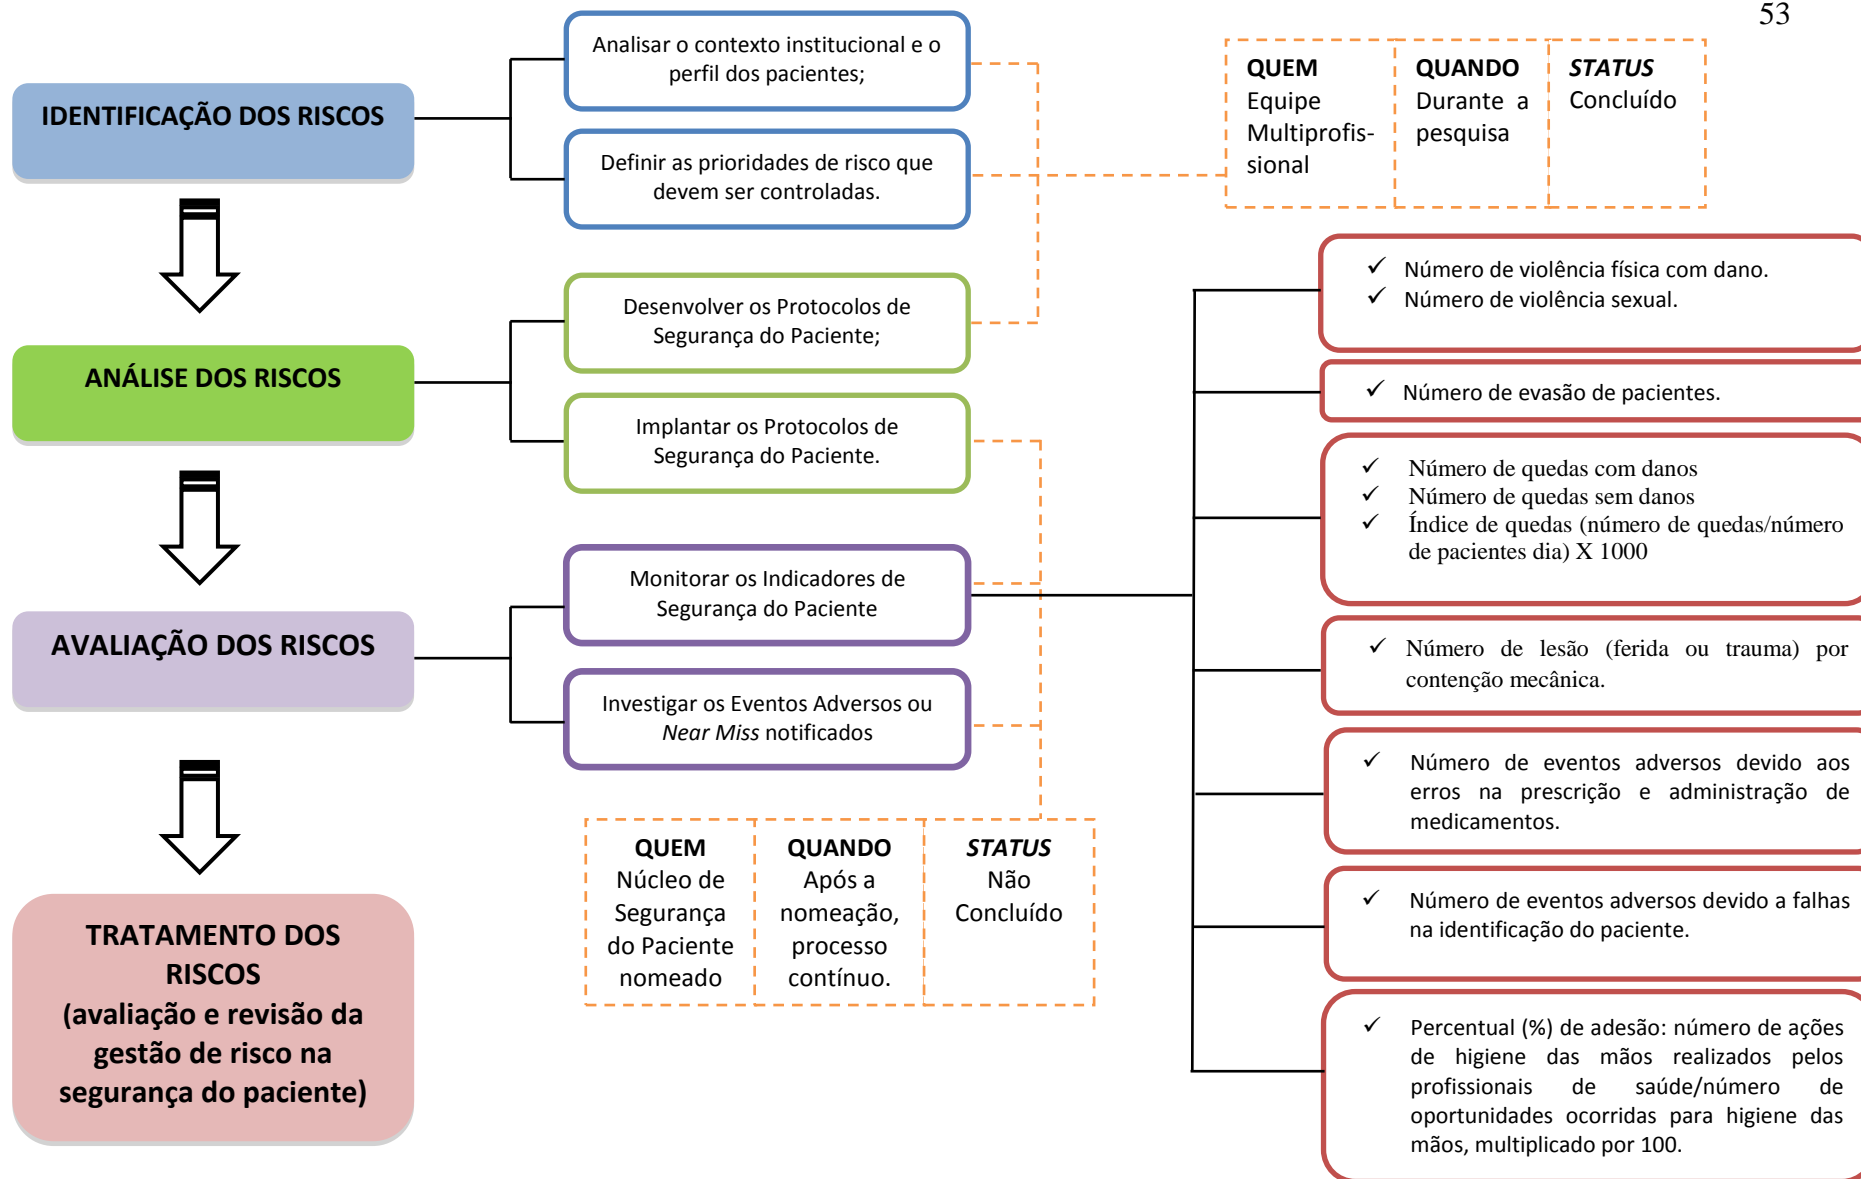 53
IDENTIFICAÇÃO DOS RISCOS
Analisar o contexto institucional e o
perfil dos pacientes;
Definir as prioridades de risco que
devem ser controladas.
QUEM
Equipe
Multiprofis-
sional
QUANDO
Durante a
pesquisa
STATUS
Concluído
ANÁLISE DOS RISCOS
Desenvolver os Protocolos de
Segurança do Paciente;
Implantar os Protocolos de
Segurança do Paciente.
AVALIAÇÃO DOS RISCOS
Monitorar os Indicadores de
Segurança do Paciente
Investigar os Eventos Adversos ou
Near Miss notificados
QUEM
Núcleo de
Segurança
do Paciente
nomeado
QUANDO
Após a
nomeação,
processo
contínuo.
STATUS
Não
Concluído
TRATAMENTO DOS
RISCOS
(avaliação e revisão da
gestão de risco na
segurança do paciente)
✓ Número de violência física com dano.
✓ Número de violência sexual.
✓ Número de evasão de pacientes.
✓ Número de quedas com danos
✓ Número de quedas sem danos
✓ Índice de quedas (número de quedas/número
de pacientes dia) X 1000
✓ Número de lesão (ferida ou trauma) por
contenção mecânica.
✓ Número de eventos adversos devido aos
erros na prescrição e administração de
medicamentos.
✓ Número de eventos adversos devido a falhas
na identificação do paciente.
✓ Percentual (%) de adesão: número de ações
de higiene das mãos realizados pelos
profissionais de saúde/número de
oportunidades ocorridas para higiene das
mãos, multiplicado por 100.